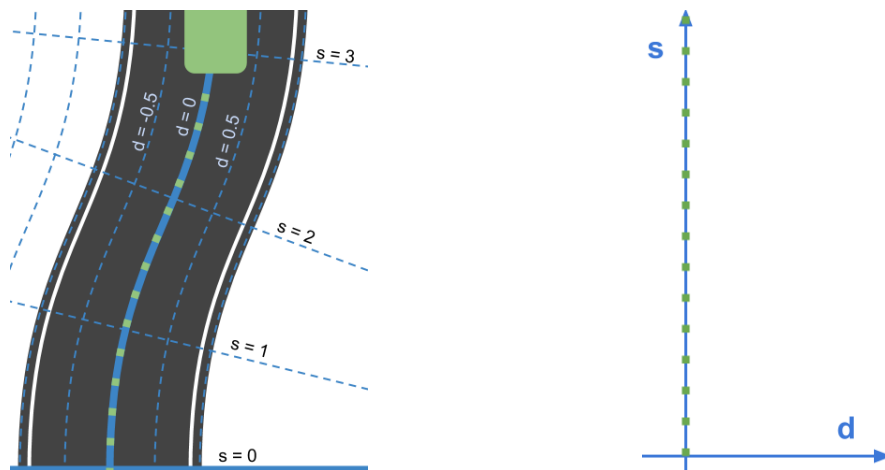 s = 3
d = -0.5
d = 0
d = 0.5
s = 2
s = 1
s = 0
s
d